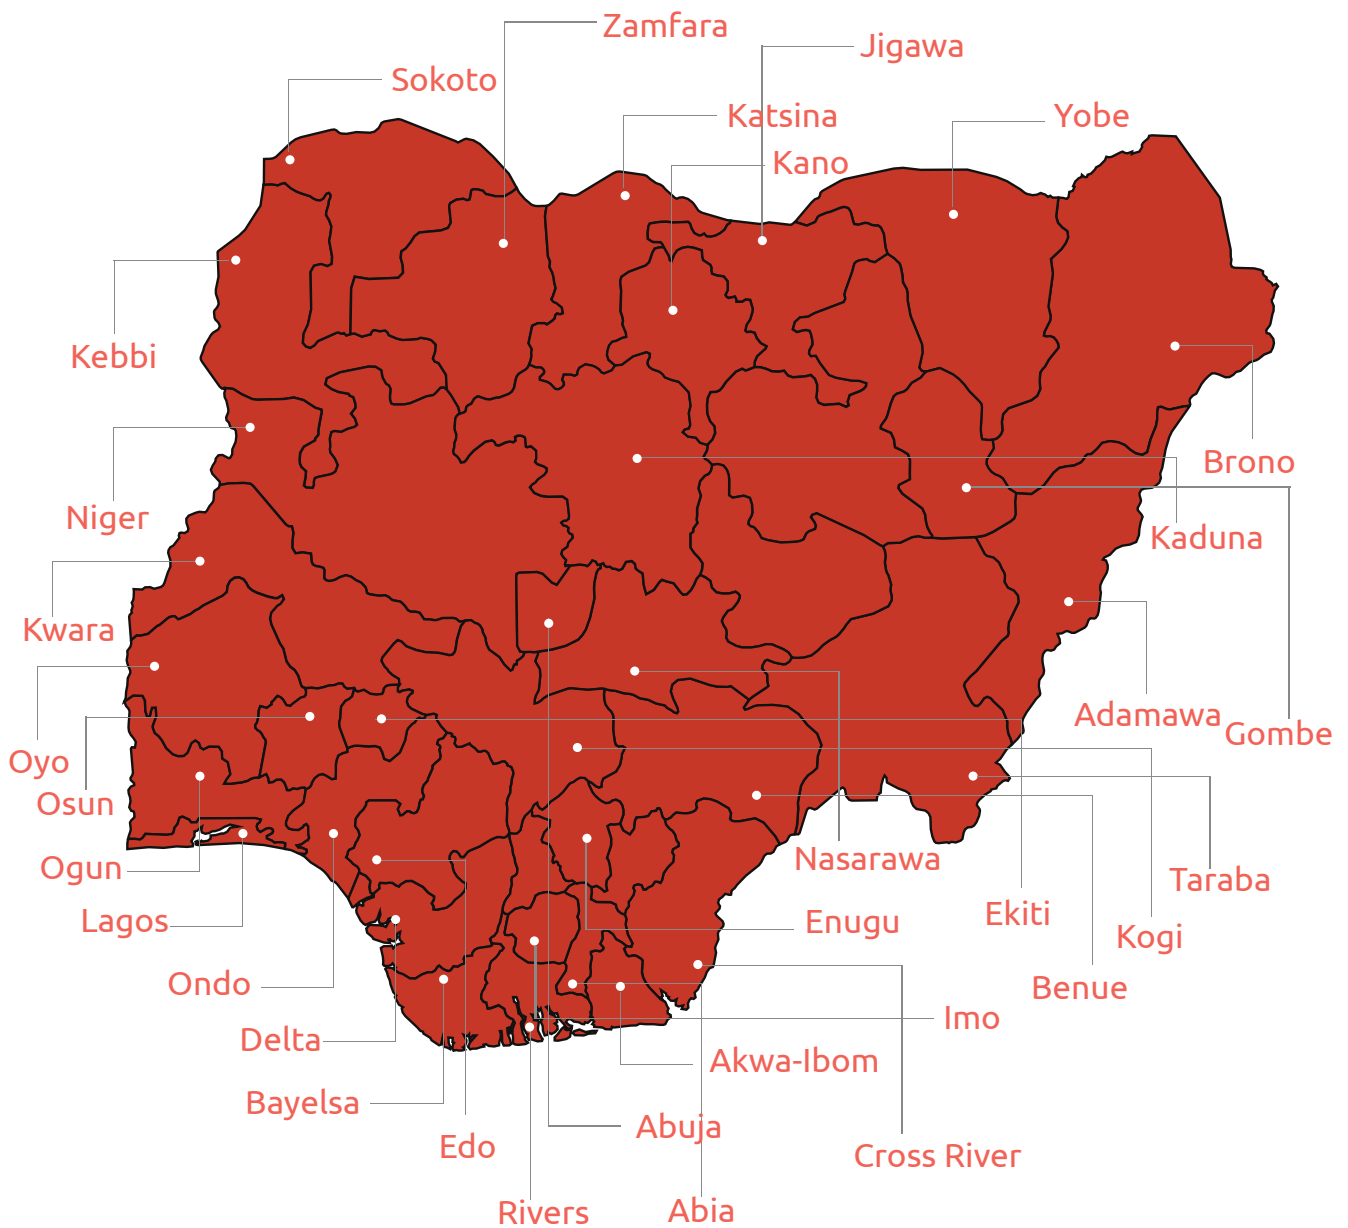 Zamfara
Jigawa
Sokoto
Katsina
Yobe
Kano
Kebbi
Brono
Niger
Kaduna
Kwara
Adamawa
Gombe
Oyo
Osun
Nasarawa
Ogun
Taraba
Ekiti
Lagos
Enugu
Kogi
Ondo
Benue
Imo
Delta
Akwa-Ibom
Bayelsa
Abuja
Edo
Cross River
Rivers
Abia